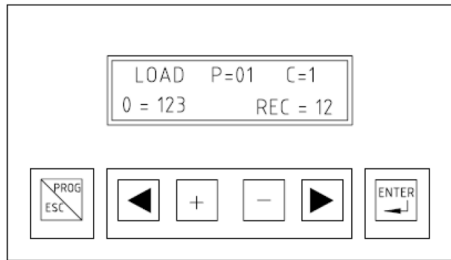 LOAD P=01 C=1
0 = 123 REC = 12
PROG
ESC
+ -
ENTER